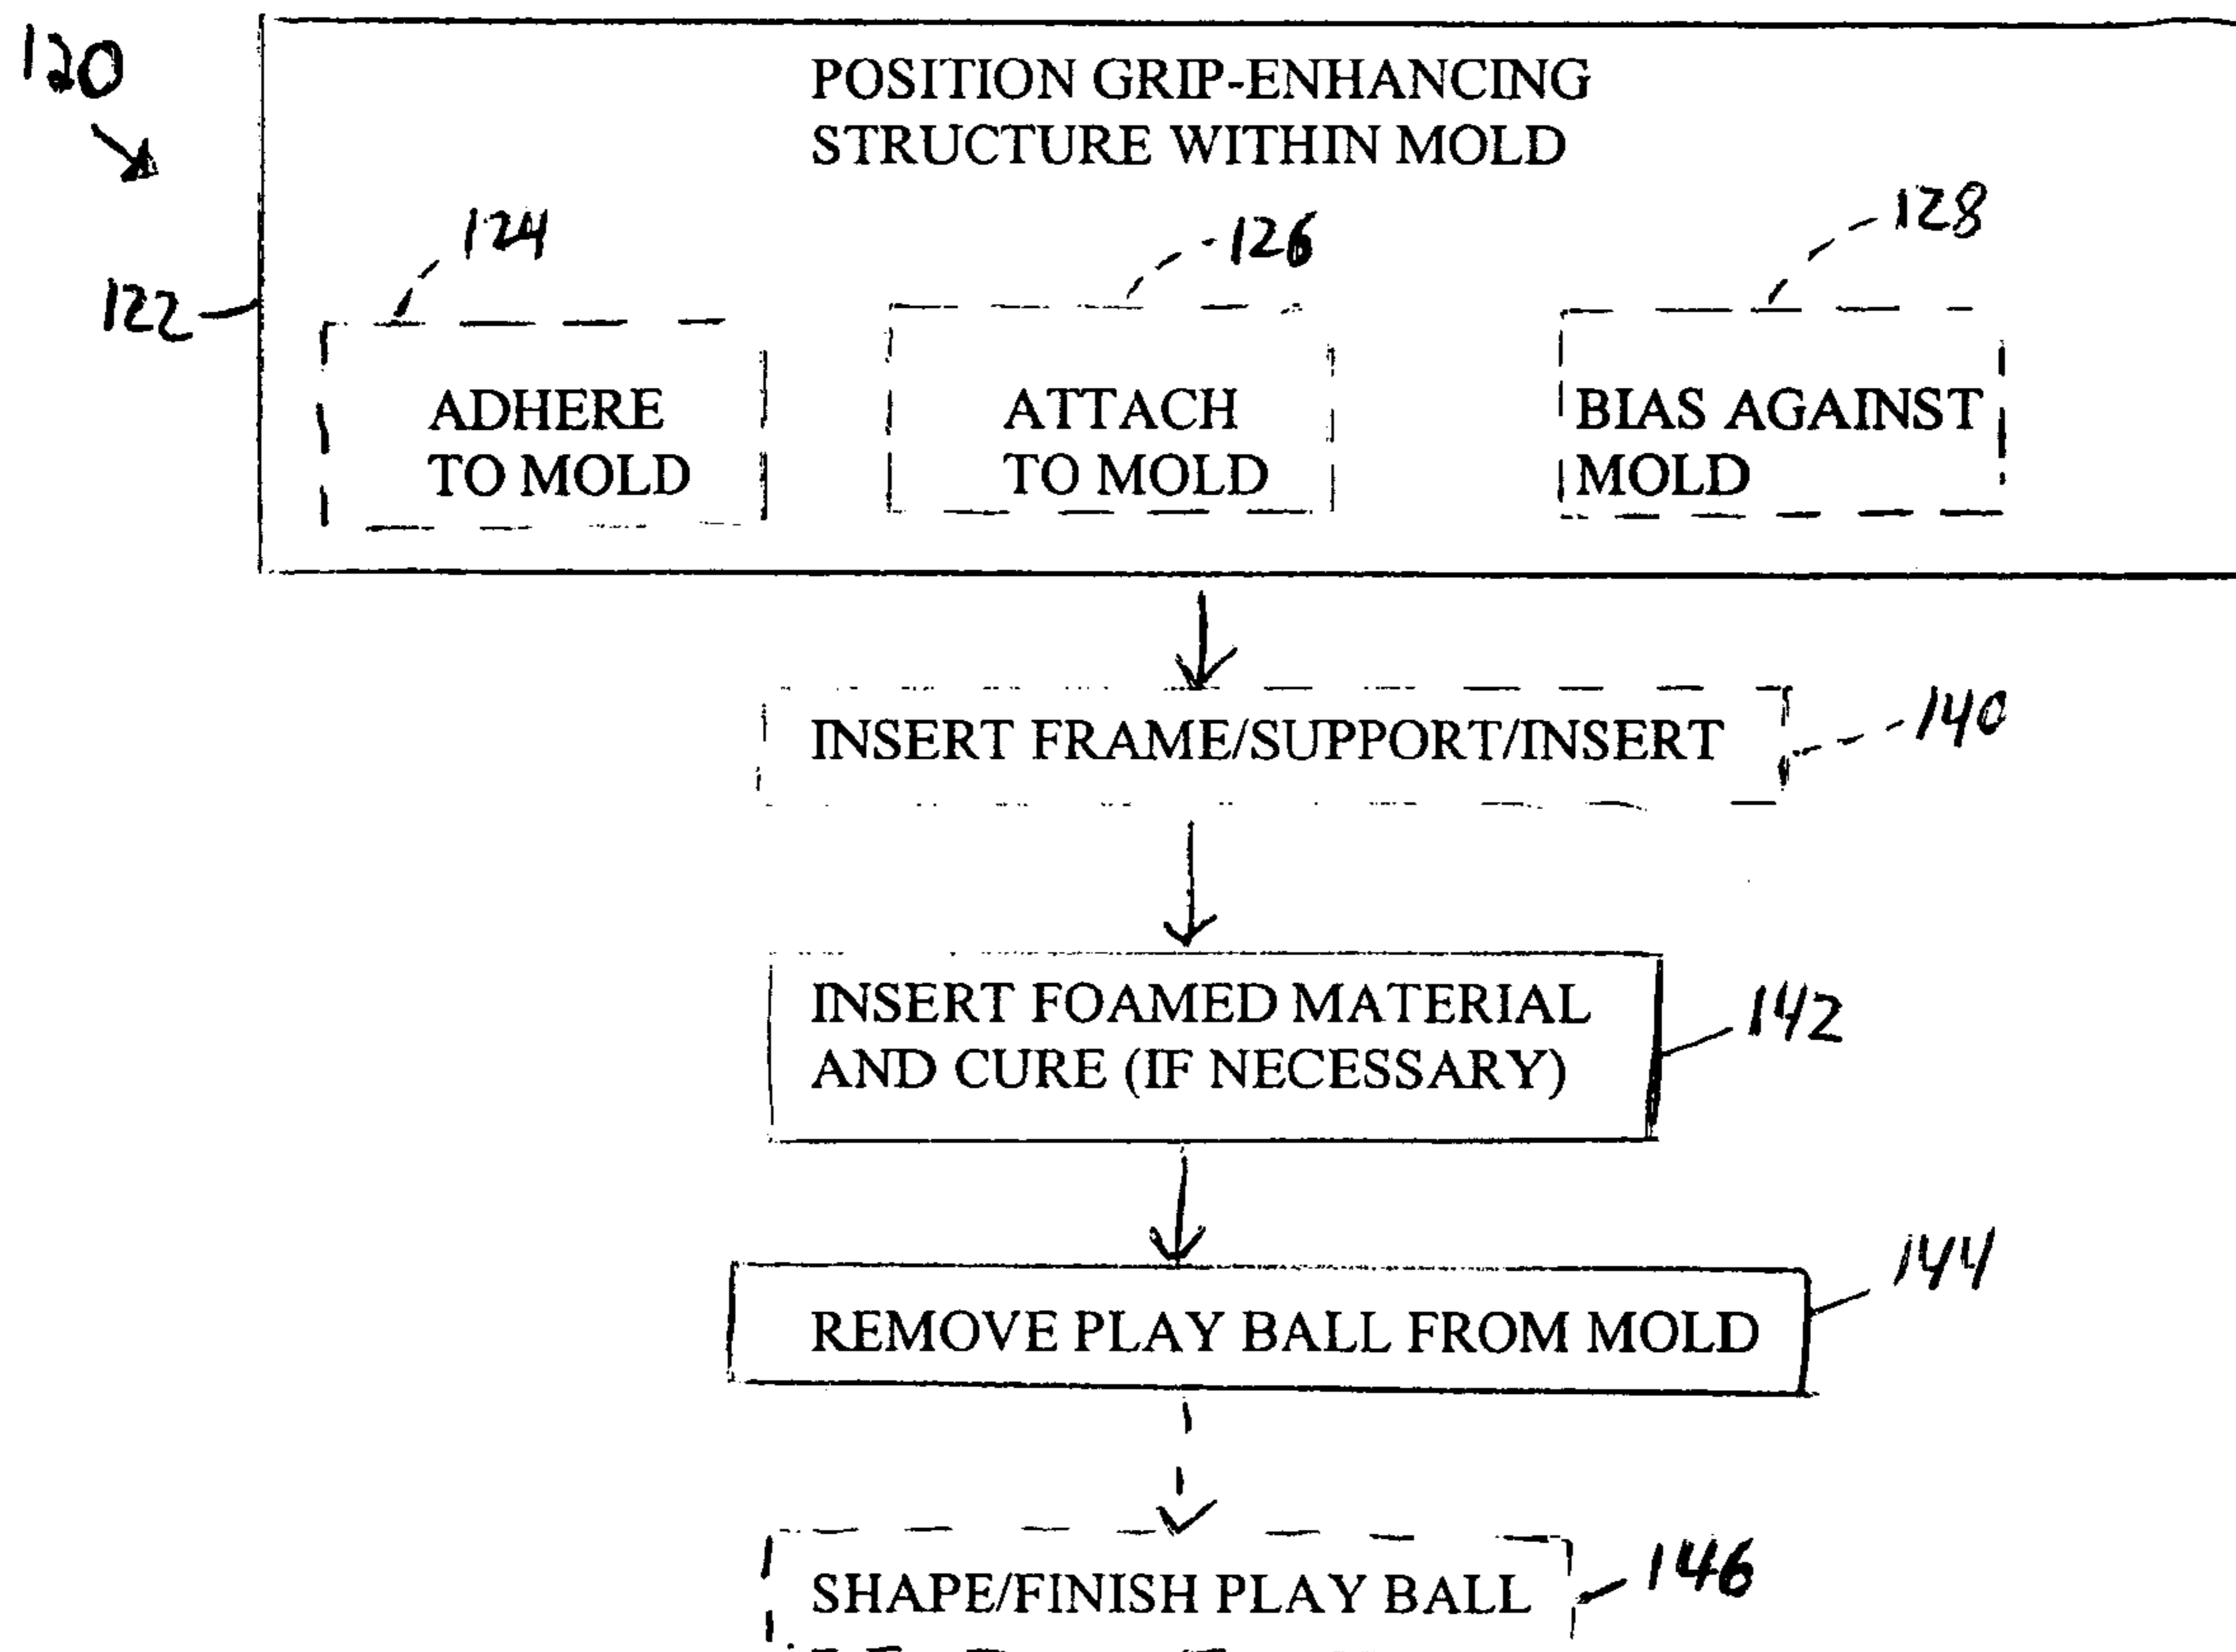 120
POSITION GRIP-ENHANCING
STRUCTURE WITHIN MOLD
124
126
128
122
ADHERE
TO MOLD
ATTACH
TO MOLD
BIAS AGAINST
MOLD
INSERT FRAME/SUPPORT/INSERT
140
INSERT FOAMED MATERIAL
AND CURE (IF NECESSARY)
142
REMOVE PLAY BALL FROM MOLD
144
SHAPE/FINISH PLAY BALL
146